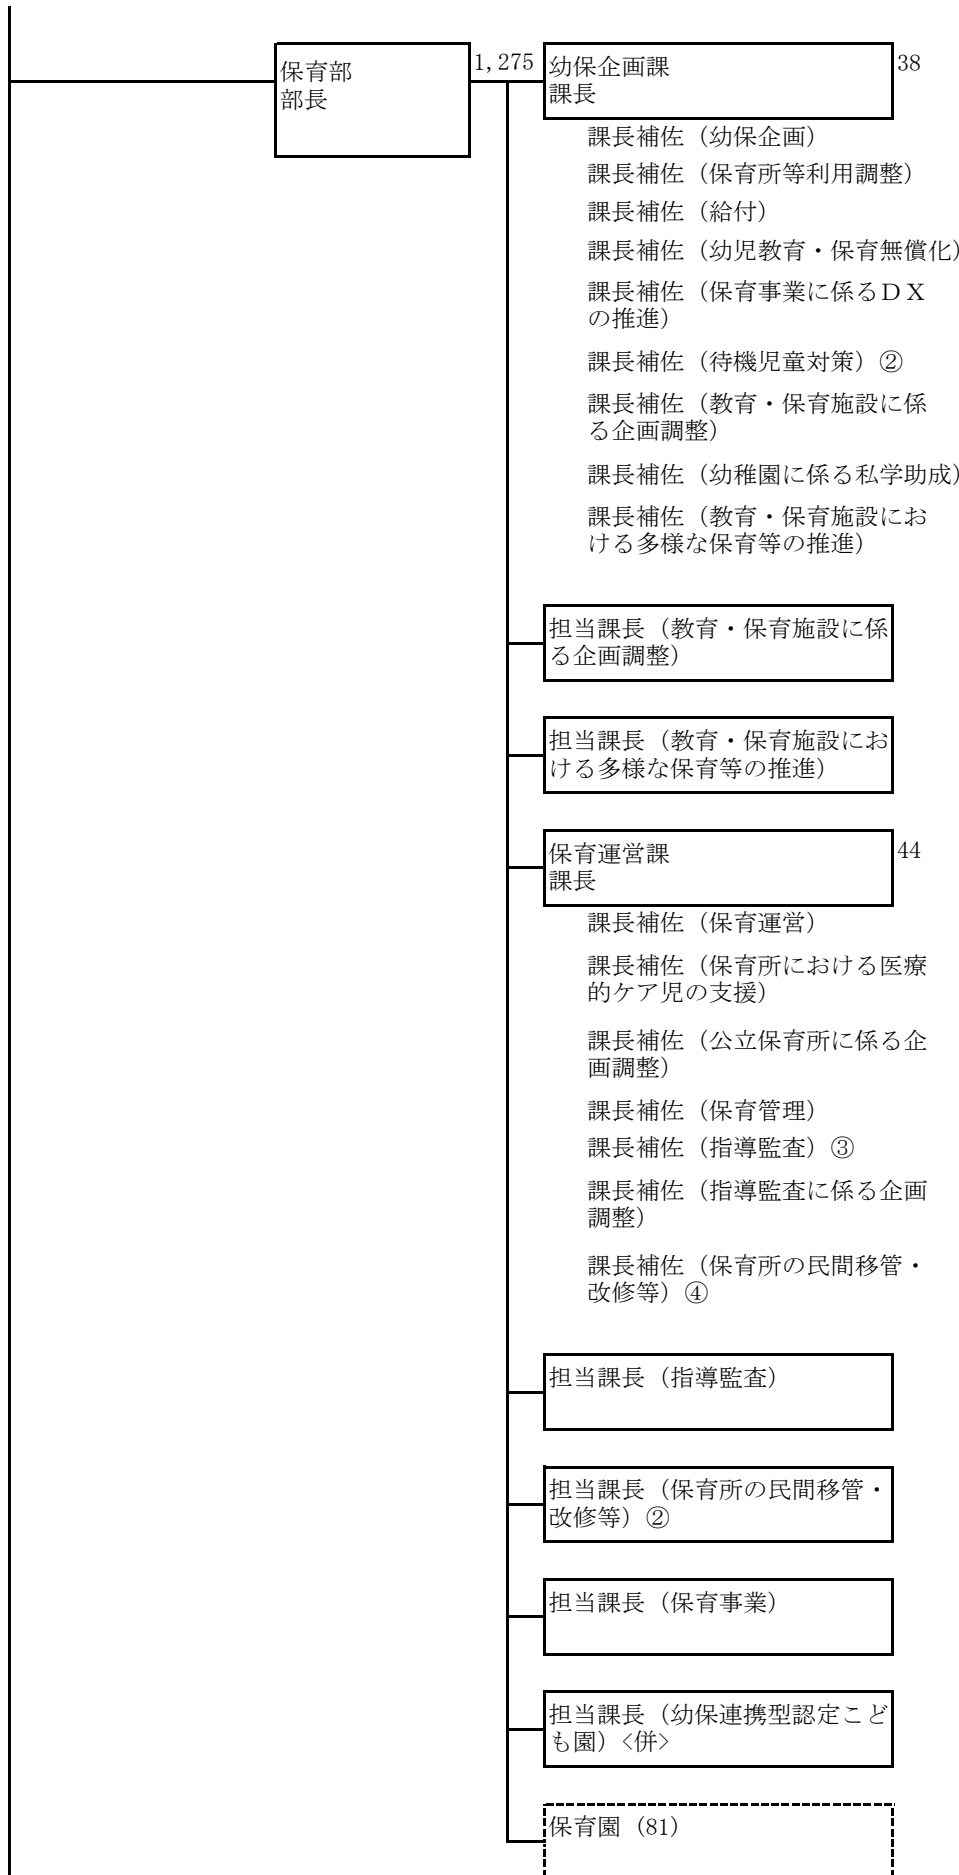 保育部
部長
1,275
幼保企画課
課長
38
課長補佐（幼保企画）
課長補佐（保育所等利用調整）
課長補佐（給付）
課長補佐（幼児教育・保育無償化）
課長補佐（保育事業に係るＤＸ
の推進）
課長補佐（待機児童対策）②
課長補佐（教育・保育施設に係
る企画調整）
課長補佐（幼稚園に係る私学助成）
課長補佐（教育・保育施設にお
ける多様な保育等の推進）
担当課長（教育・保育施設に係
る企画調整）
担当課長（教育・保育施設にお
ける多様な保育等の推進）
保育運営課
課長
44
課長補佐（保育運営）
課長補佐（保育所における医療
的ケア児の支援）
課長補佐（公立保育所に係る企
画調整）
課長補佐（保育管理）
課長補佐（指導監査）③
課長補佐（指導監査に係る企画
調整）
課長補佐（保育所の民間移管・
改修等）④
担当課長（指導監査）
担当課長（保育所の民間移管・
改修等）②
担当課長（保育事業）
担当課長（幼保連携型認定こど
も園）<併>
保育園（81）